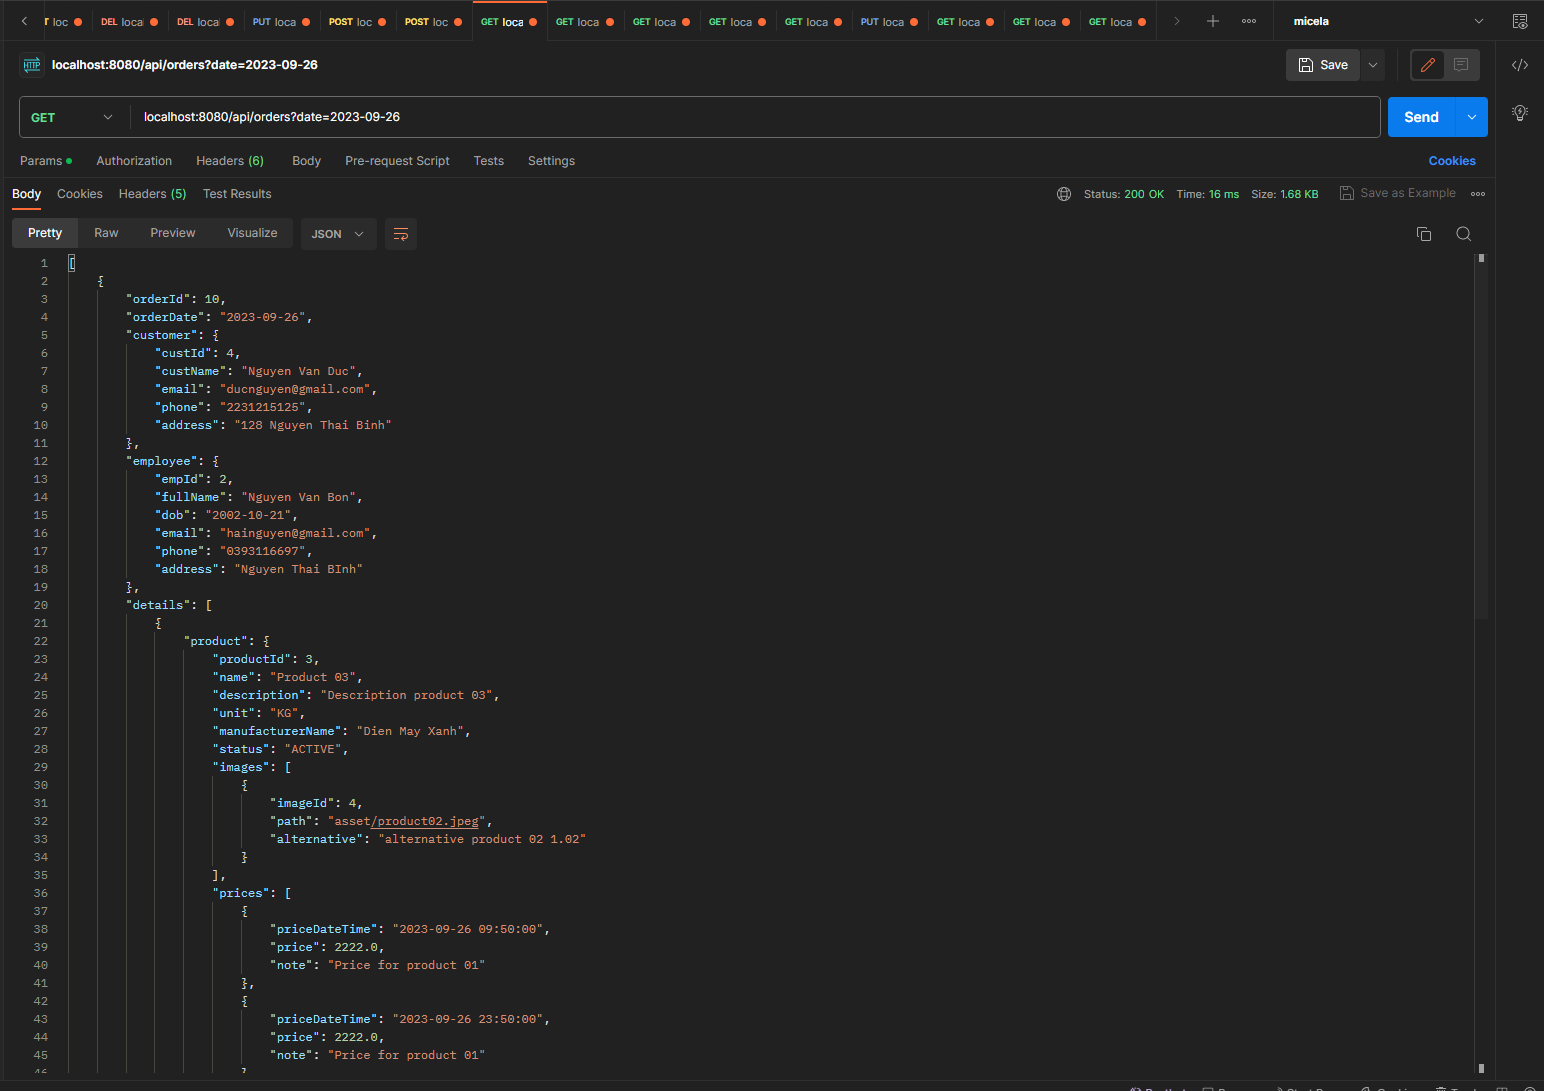 T loc DEL local DEL local PUT loca POST loc POST loc GET loca GET loca GET loca GET loca GET loca PUT loca GET loca GET loca GET loca micela
HTTP localhost:8080/api/orders?date=2023-09-26 Save
GET localhost:8080/api/orders?date=2023-09-26 Send
Params Authorization Headers (6) Body Pre-request Script Tests Settings Cookies
Body Cookies Headers (5) Test Results Status: 200 OK Time: 16 ms Size: 1.68 KB Save as Example
Pretty Raw Preview Visualize JSON
1 [
2 {
3 "orderId": 10,
4 "orderDate": "2023-09-26",
5 "customer": {
6 "custId": 4,
7 "custName": "Nguyen Van Duc",
8 "email": "ducnguyen@gmail.com",
9 "phone": "2231215125",
10 "address": "128 Nguyen Thai Binh"
11 },
12 "employee": {
13 "empId": 2,
14 "fullName": "Nguyen Van Bon",
15 "dob": "2002-10-21",
16 "email": "hainguyen@gmail.com",
17 "phone": "0393116697",
18 "address": "Nguyen Thai BInh"
19 },
20 "details": [
21 {
22 "product": {
23 "productId": 3,
24 "name": "Product 03",
25 "description": "Description product 03",
26 "unit": "KG",
27 "manufacturerName": "Dien May Xanh",
28 "status": "ACTIVE",
29 "images": [
30 {
31 "imageId": 4,
32 "path": "asset/product02.jpeg",
33 "alternative": "alternative product 02 1.02"
34 }
35 ],
36 "prices": [
37 {
38 "priceDateTime": "2023-09-26 09:50:00",
39 "price": 2222.0,
40 "note": "Price for product 01"
41 },
42 {
43 "priceDateTime": "2023-09-26 23:50:00",
44 "price": 2222.0,
45 "note": "Price for product 01"